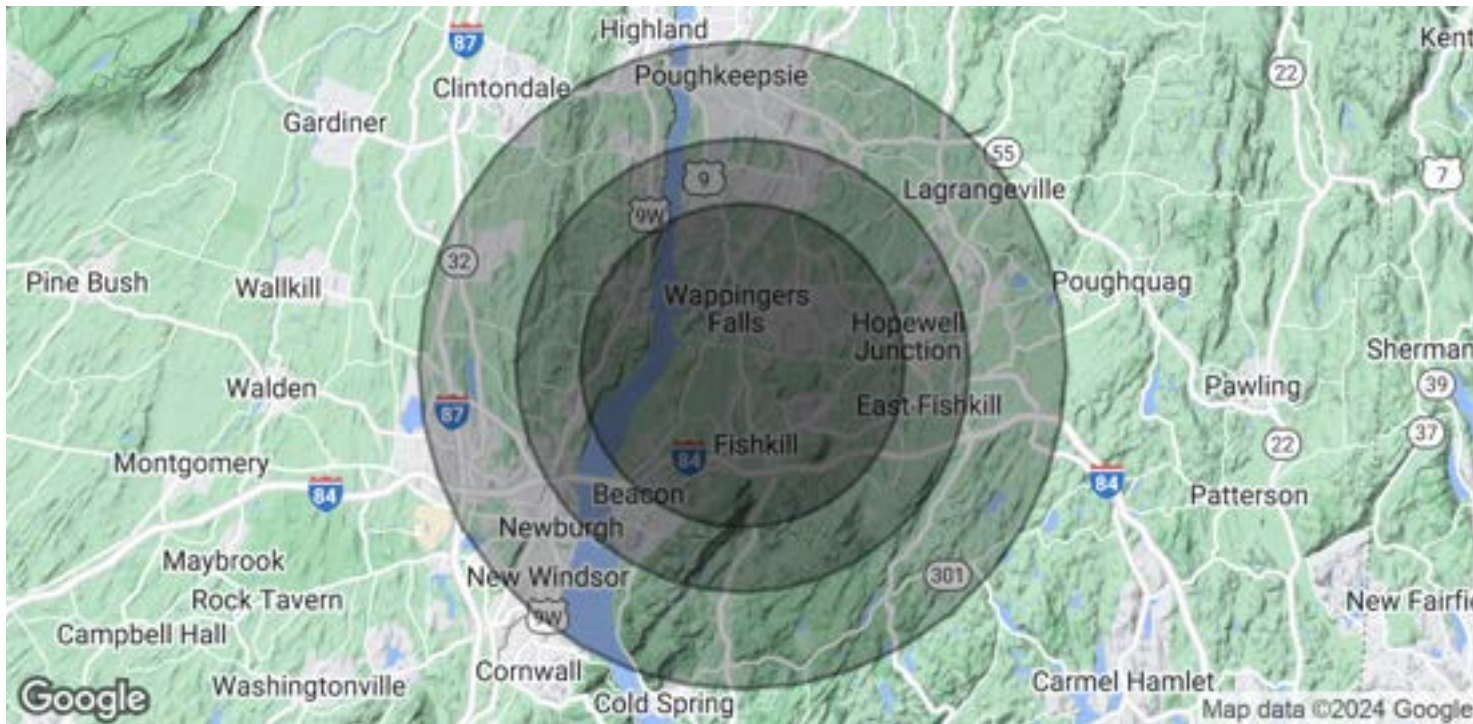 Highland
Kent
87
Poughkeepsie
22
Clintondale
Gardiner
55
7
9
Lagrangeville
9W
32
Pine Bush
Wallkill
Poughquag
Wappingers
Falls
Hopewell
Junction
Sherman
Walden
Pawling
39
87
East Fishkill
37
Fishkill
22
Montgomery
84
84
84
Beacon
Patterson
Newburgh
Maybrook
New Windsor
301
Rock Tavern
9W
New Fairfi
Campbell Hall
Cornwall
Washingtonville
Carmel Hamlet
Cold Spring
Google
Map data ©2024 Google